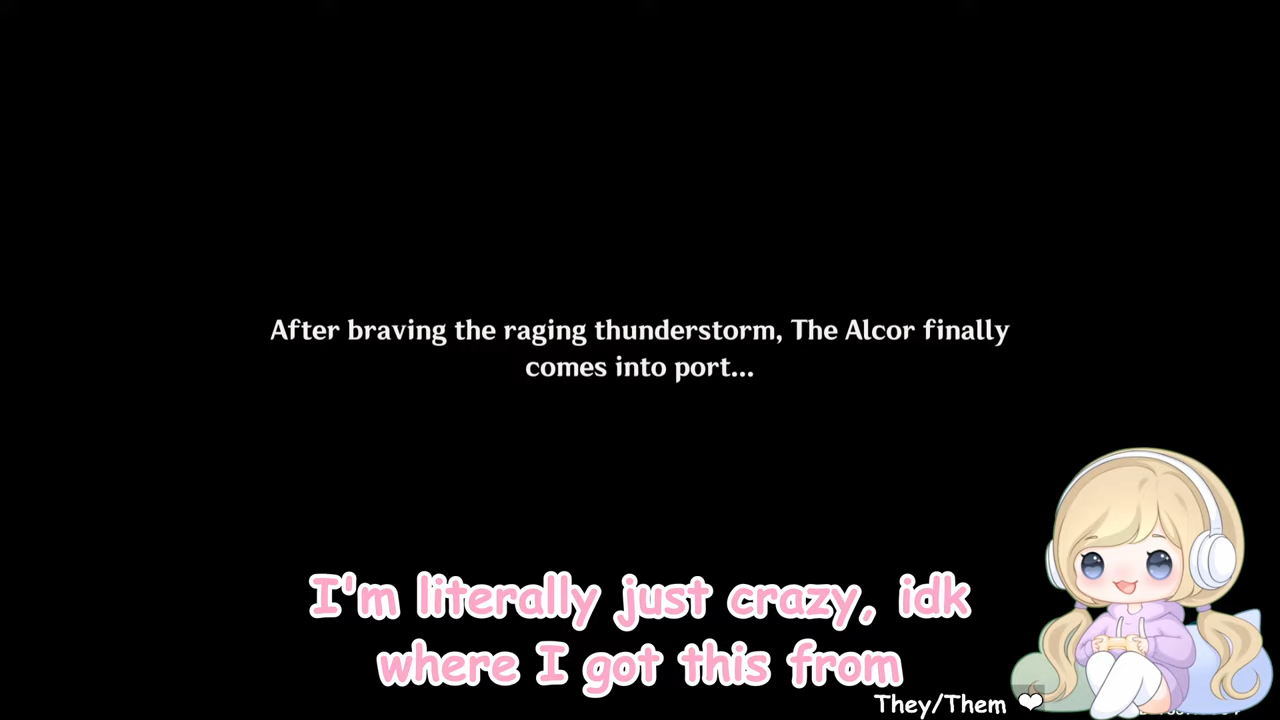 After braving the raging thunderstorm, The Alcor finally
comes into port...
I'm literally just crazy, idk
where I got this from
They/Them ❤